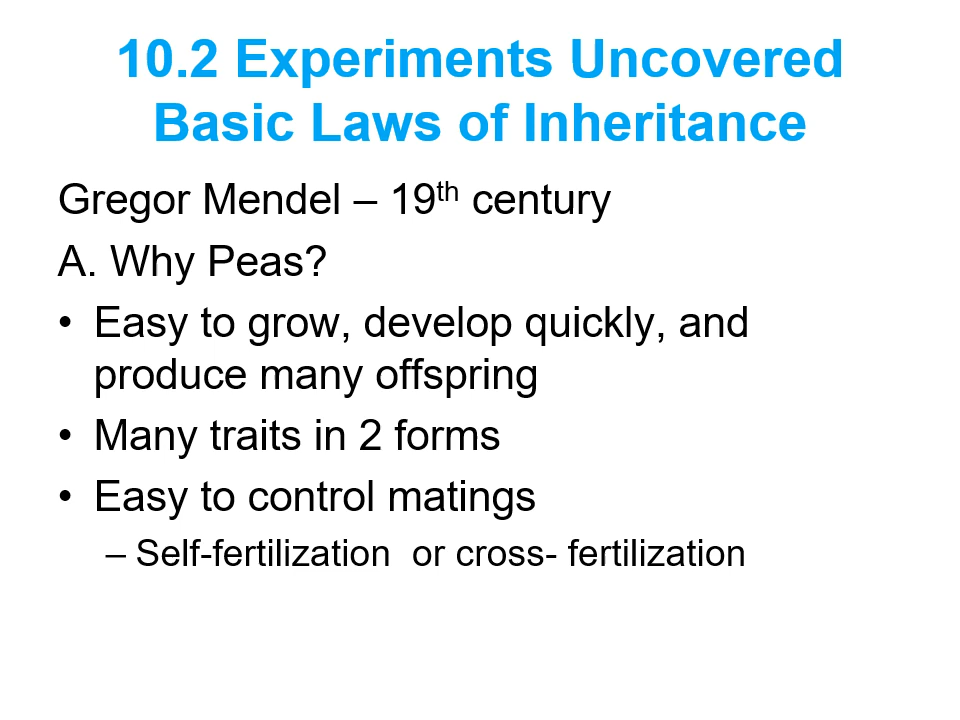 10.2 Experiments Uncovered
Basic Laws of Inheritance
Gregor Mendel – 19th century
A. Why Peas?
• Easy to grow, develop quickly, and
produce many offspring
• Many traits in 2 forms
• Easy to control matings
– Self-fertilization  or cross- fertilization